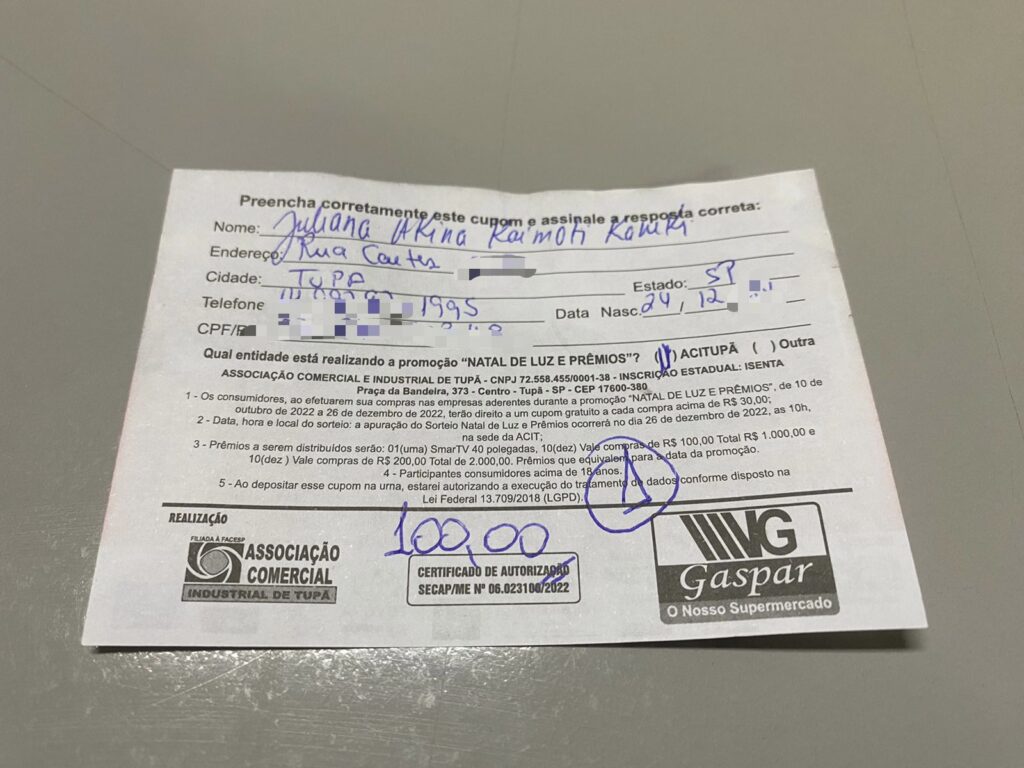 Preencha corretamente este cupom e assinale a resposta correta:
Nome: Juliana Akina
Endereço: Rua
Cidade: TUPA Estado: SP
Telefone 1995 Data Nasc. 24 / 12
CPF/
Qual entidade está realizando a promoção “NATAL DE LUZ E PRÊMIOS”? ( ) ACITUPÃ ( ) Outra
ASSOCIAÇÃO COMERCIAL E INDUSTRIAL DE TUPÃ - CNPJ 72.558.455/0001-38 - INSCRIÇÃO ESTADUAL: ISENTA
Praça da Bandeira, 373 - Centro - Tupã - SP - CEP 17600-380
1 - Os consumidores, ao efetuarem sua compras nas empresas aderentes durante a promoção "NATAL DE LUZ E PRÊMIOS", de 10 de
outubro de 2022 a 26 de dezembro de 2022, terão direito a um cupom gratuito a cada compra acima de R$ 30,00;
2 - Data, hora e local do sorteio: a apuração do Sorteio Natal de Luz e Prêmios ocorrerá no dia 26 de dezembro de 2022, as 10h,
na sede da ACIT;
3 - Prêmios a serem distribuídos serão: 01(uma) SmarTV 40 polegadas, 10(dez) Vale compras de R$ 100,00 Total R$ 1.000,00 e
10(dez ) Vale compras de R$ 200,00 Total de 2.000,00. Prêmios que equivalem para a data da promoção.
4 - Participantes consumidores acima de 18 anos.
5 - Ao depositar esse cupom na urna, estarei autorizando a execução do tratamento de dados conforme disposto na
Lei Federal 13.709/2018 (LGPD).
REALIZAÇÃO
100,00
FILIADA À FACESP
ASSOCIAÇÃO
COMERCIAL
INDUSTRIAL DE TUPÃ
CERTIFICADO DE AUTORIZAÇÃO
SECAP/ME Nº 06.023100/2022
VG
Gaspar
O Nosso Supermercado